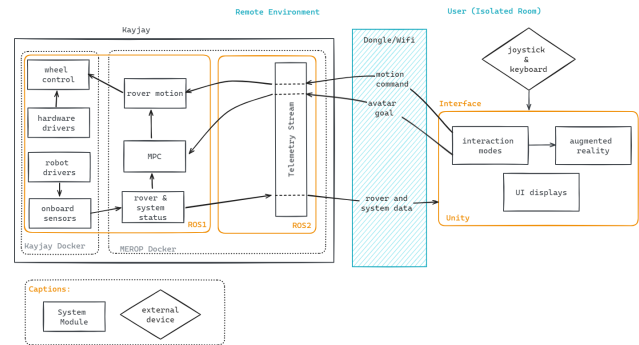 Remote Environment
User (Isolated Room)
Kayjay
Dongle/Wifi
joystick
&
keyboard
wheel
control
rover motion
motion
command
avatar
goal
Interface
hardware
drivers
Telemetry Stream
interaction
modes
augmented
reality
MPC
robot
drivers
UI displays
onboard
sensors
rover &
system
status
rover and
system data
ROS1
ROS2
Unity
Kayjay Docker
MEROP Docker
Captions:
System
Module
external
device